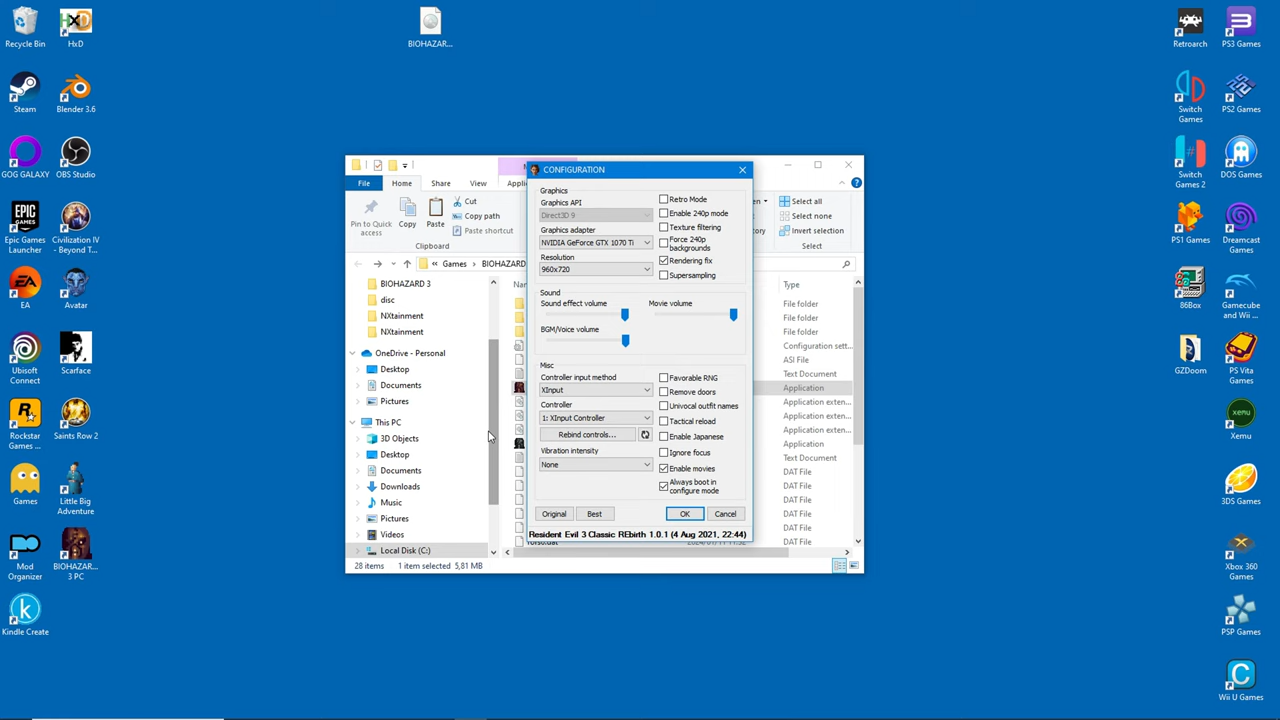 Recycle Bin
HxD
BIOHAZAR...
Retroarch
PS3 Games
Steam
Blender 3.6
Switch
Games
PS2 Games
GOG GALAXY
OBS Studio
Switch
Games 2
DOS Games
Epic Games
Launcher
Civilization IV
- Beyond T...
PS1 Games
Dreamcast
Games
EA
Avatar
86Box
Gamecube
and Wii ...
Ubisoft
Connect
Scarface
GZDoom
PS Vita
Games
Rockstar
Games ...
Saints Row 2
Xemu
Games
Little Big
Adventure
3DS Games
Mod
Organizer
BIOHAZAR...
3 PC
Xbox 360
Games
Kindle Create
PSP Games
Wii U Games
File
Home
Share
View
Pin to Quick
access
Copy
Paste
Cut
Copy path
Paste shortcut
Clipboard
Select all
Select none
Invert selection
Select
« Games › BIOHAZARD
BIOHAZARD 3
disc
NXtainment
NXtainment
OneDrive - Personal
Desktop
Documents
Pictures
This PC
3D Objects
Desktop
Documents
Downloads
Music
Pictures
Videos
Local Disk (C:)
Type
File folder
File folder
File folder
Configuration sett...
ASI File
Text Document
Application
Application exten...
Application exten...
Application exten...
Application
Text Document
DAT File
DAT File
DAT File
DAT File
DAT File
28 items
1 item selected 5,81 MB
CONFIGURATION
Graphics
Graphics API
Direct3D 9
Graphics adapter
NVIDIA GeForce GTX 1070 Ti
Resolution
960x720
Retro Mode
Enable 240p mode
Texture filtering
Force 240p
backgrounds
Rendering fix
Supersampling
Sound
Sound effect volume
Movie volume
BGM/Voice volume
Misc
Controller input method
XInput
Controller
1: XInput Controller
Rebind controls...
Vibration intensity
None
Favorable RNG
Remove doors
Univocal outfit names
Tactical reload
Enable Japanese
Ignore focus
Enable movies
Always boot in
configure mode
Original
Best
OK
Cancel
Resident Evil 3 Classic REbirth 1.0.1 (4 Aug 2021, 22:44)